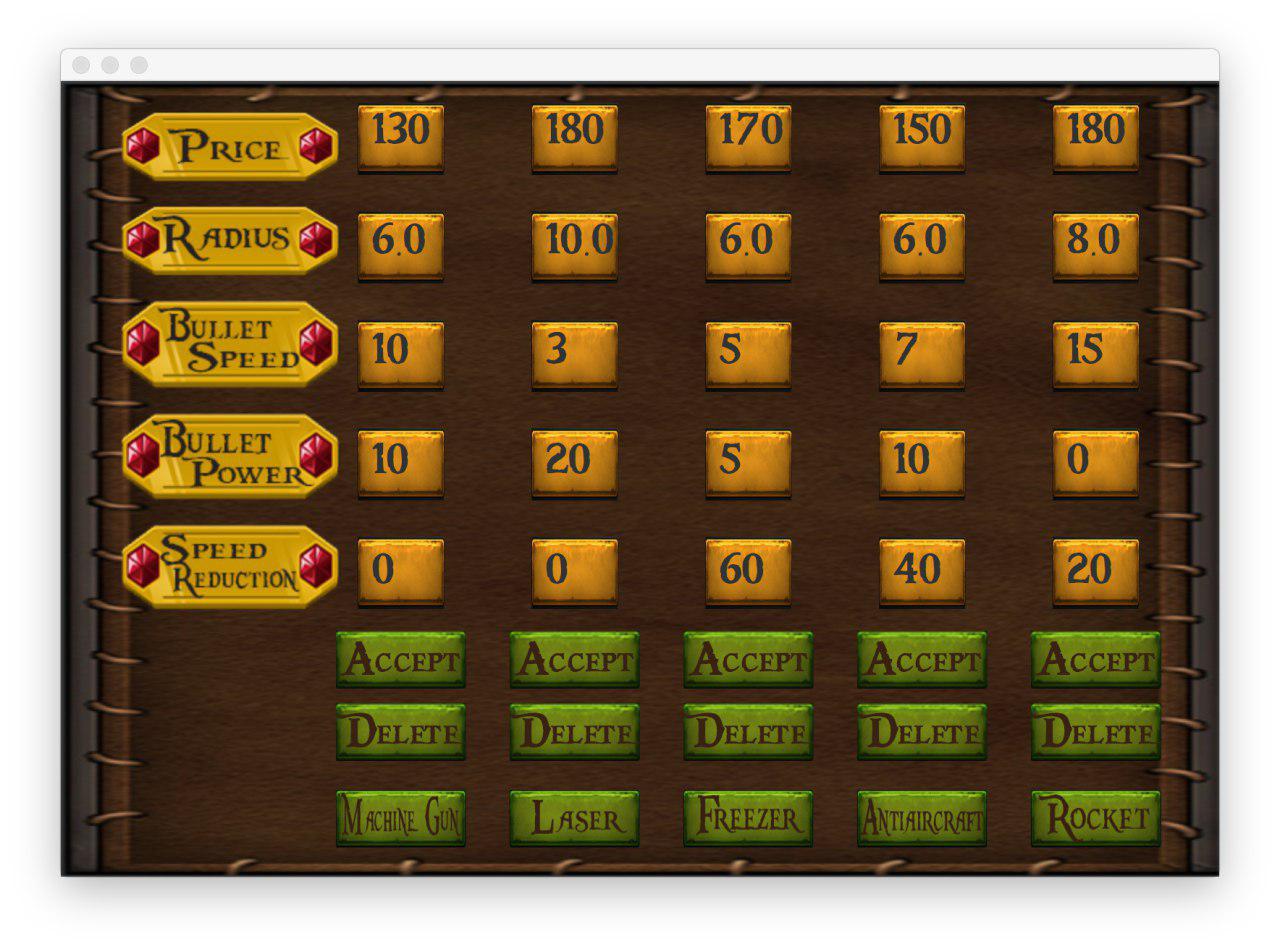 Price 130 180 170 150 180
Radius 6.0 10.0 6.0 6.0 8.0
Bullet
Speed 10 3 5 7 15
Bullet
Power 10 20 5 10 0
Speed
Reduction 0 0 60 40 20
Accept Accept Accept Accept Accept
Delete Delete Delete Delete Delete
Machine Gun Laser Freezer Antiaircraft Rocket